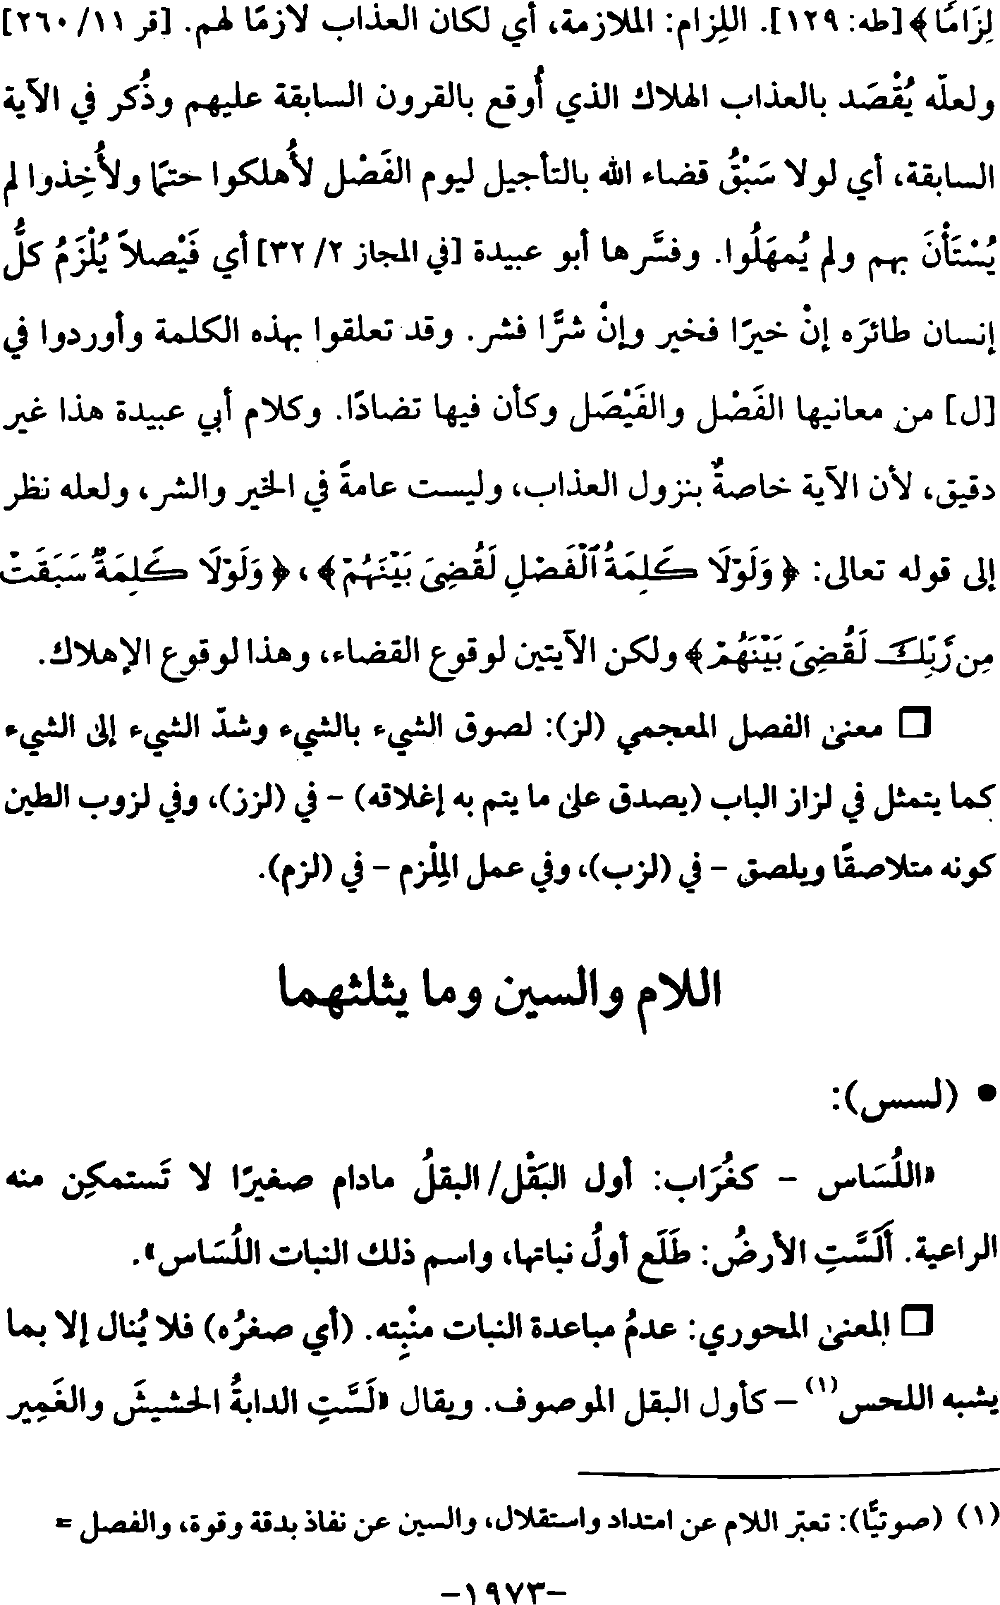 لِزَامًا﴾ [طه: ١٢٩]. اللِزام: الملازمة، أي لكان العذاب لازمًا لهم. [قر ١١/ ٢٦٠]
ولعلّه يُقْصَد بالعذاب الهلاك الذي أُوقع بالقرون السابقة عليهم وذُكر في الآية
السابقة، أي لولا سَبْقُ قضاء الله بالتأجيل ليوم الفَصْل لأُهلكوا حتمًا ولأُخِذوا لم
يُسْتَأْنَ بهم ولم يُمهَلُوا. وفسَّرها أبو عبيدة [في المجاز ٢/ ٣٢] أي فَيْصلاً يُلْزَمُ كلُّ
إنسان طائرَه إنْ خيرًا فخير وإنْ شرًّا فشر. وقد تعلقوا بهذه الكلمة وأوردوا في
[ل] من معانيها الفَصْل والفَيْصَل وكأن فيها تضادًا. وكلام أبي عبيدة هذا غير
دقيق، لأن الآية خاصةٌ بنزول العذاب، وليست عامةً في الخير والشر، ولعله نظر
إلى قوله تعالى: ﴿ وَلَوْلَا كَلِمَةُ ٱلْفَصْلِ لَقُضِىَ بَيْنَهُمْ ﴾، ﴿ وَلَوْلَا كَلِمَةٌ سَبَقَتْ
مِن رَّبِّكَ لَقُضِىَ بَيْنَهُمْ ﴾ ولكن الآيتين لوقوع القضاء، وهذا لوقوع الإهلاك.
□ معنى الفصل المعجمي (لز): لصوق الشيء بالشيء وشدّ الشيء إلى الشيء
كما يتمثل في لزاز الباب (يصدق على ما يتم به إغلاقه) - في (لزز)، وفي لزوب الطين
كونه متلاصقًا ويلصق - في (لزب)، وفي عمل المِلْزم - في (لزم).
اللام والسين وما يثلثهما
• (لسس):
«اللُسَاس - كغُرَاب: أول البَقْل/ البقلُ مادام صغيرًا لا تَستمكِن منه
الراعية. أَلَسَّتِ الأرضُ: طَلَع أولُ نباتها، واسم ذلك النبات اللُسَاس».
□ المعنى المحوري: عدمُ مباعدة النبات منْبِته. (أي صغرُه) فلا يُنال إلا بما
يشبه اللحس(١) - كأول البقل الموصوف. ويقال «لَسَّتِ الدابةُ الحشيشَ والغَمِير
(١) (صوتيًّا): تعبّر اللام عن امتداد واستقلال، والسين عن نفاذ بدقة وقوة، والفصل =
-١٩٧٣-